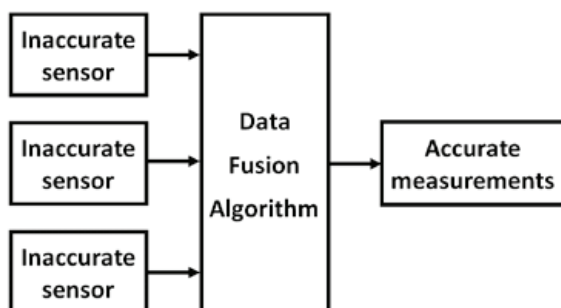 Inaccurate
sensor
Inaccurate
sensor
Inaccurate
sensor
Data
Fusion
Algorithm
Accurate
measurements